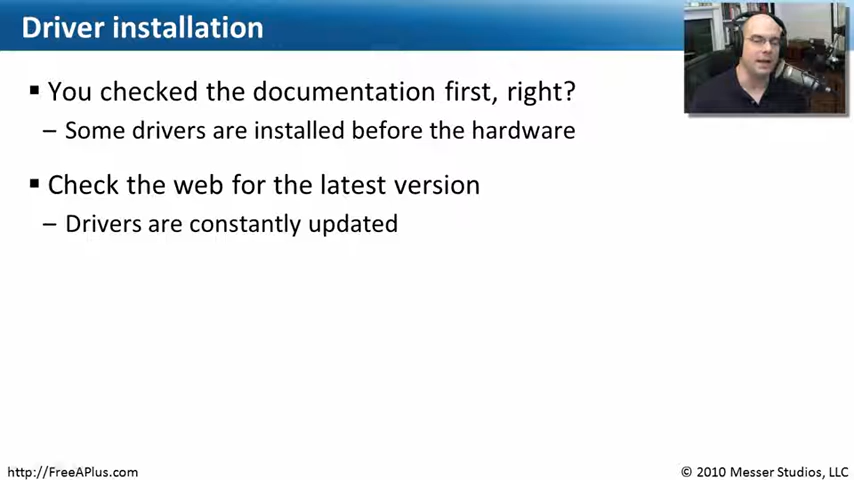 Driver installation
▪ You checked the documentation first, right?
– Some drivers are installed before the hardware
▪ Check the web for the latest version
– Drivers are constantly updated
http://FreeAPlus.com
© 2010 Messer Studios, LLC